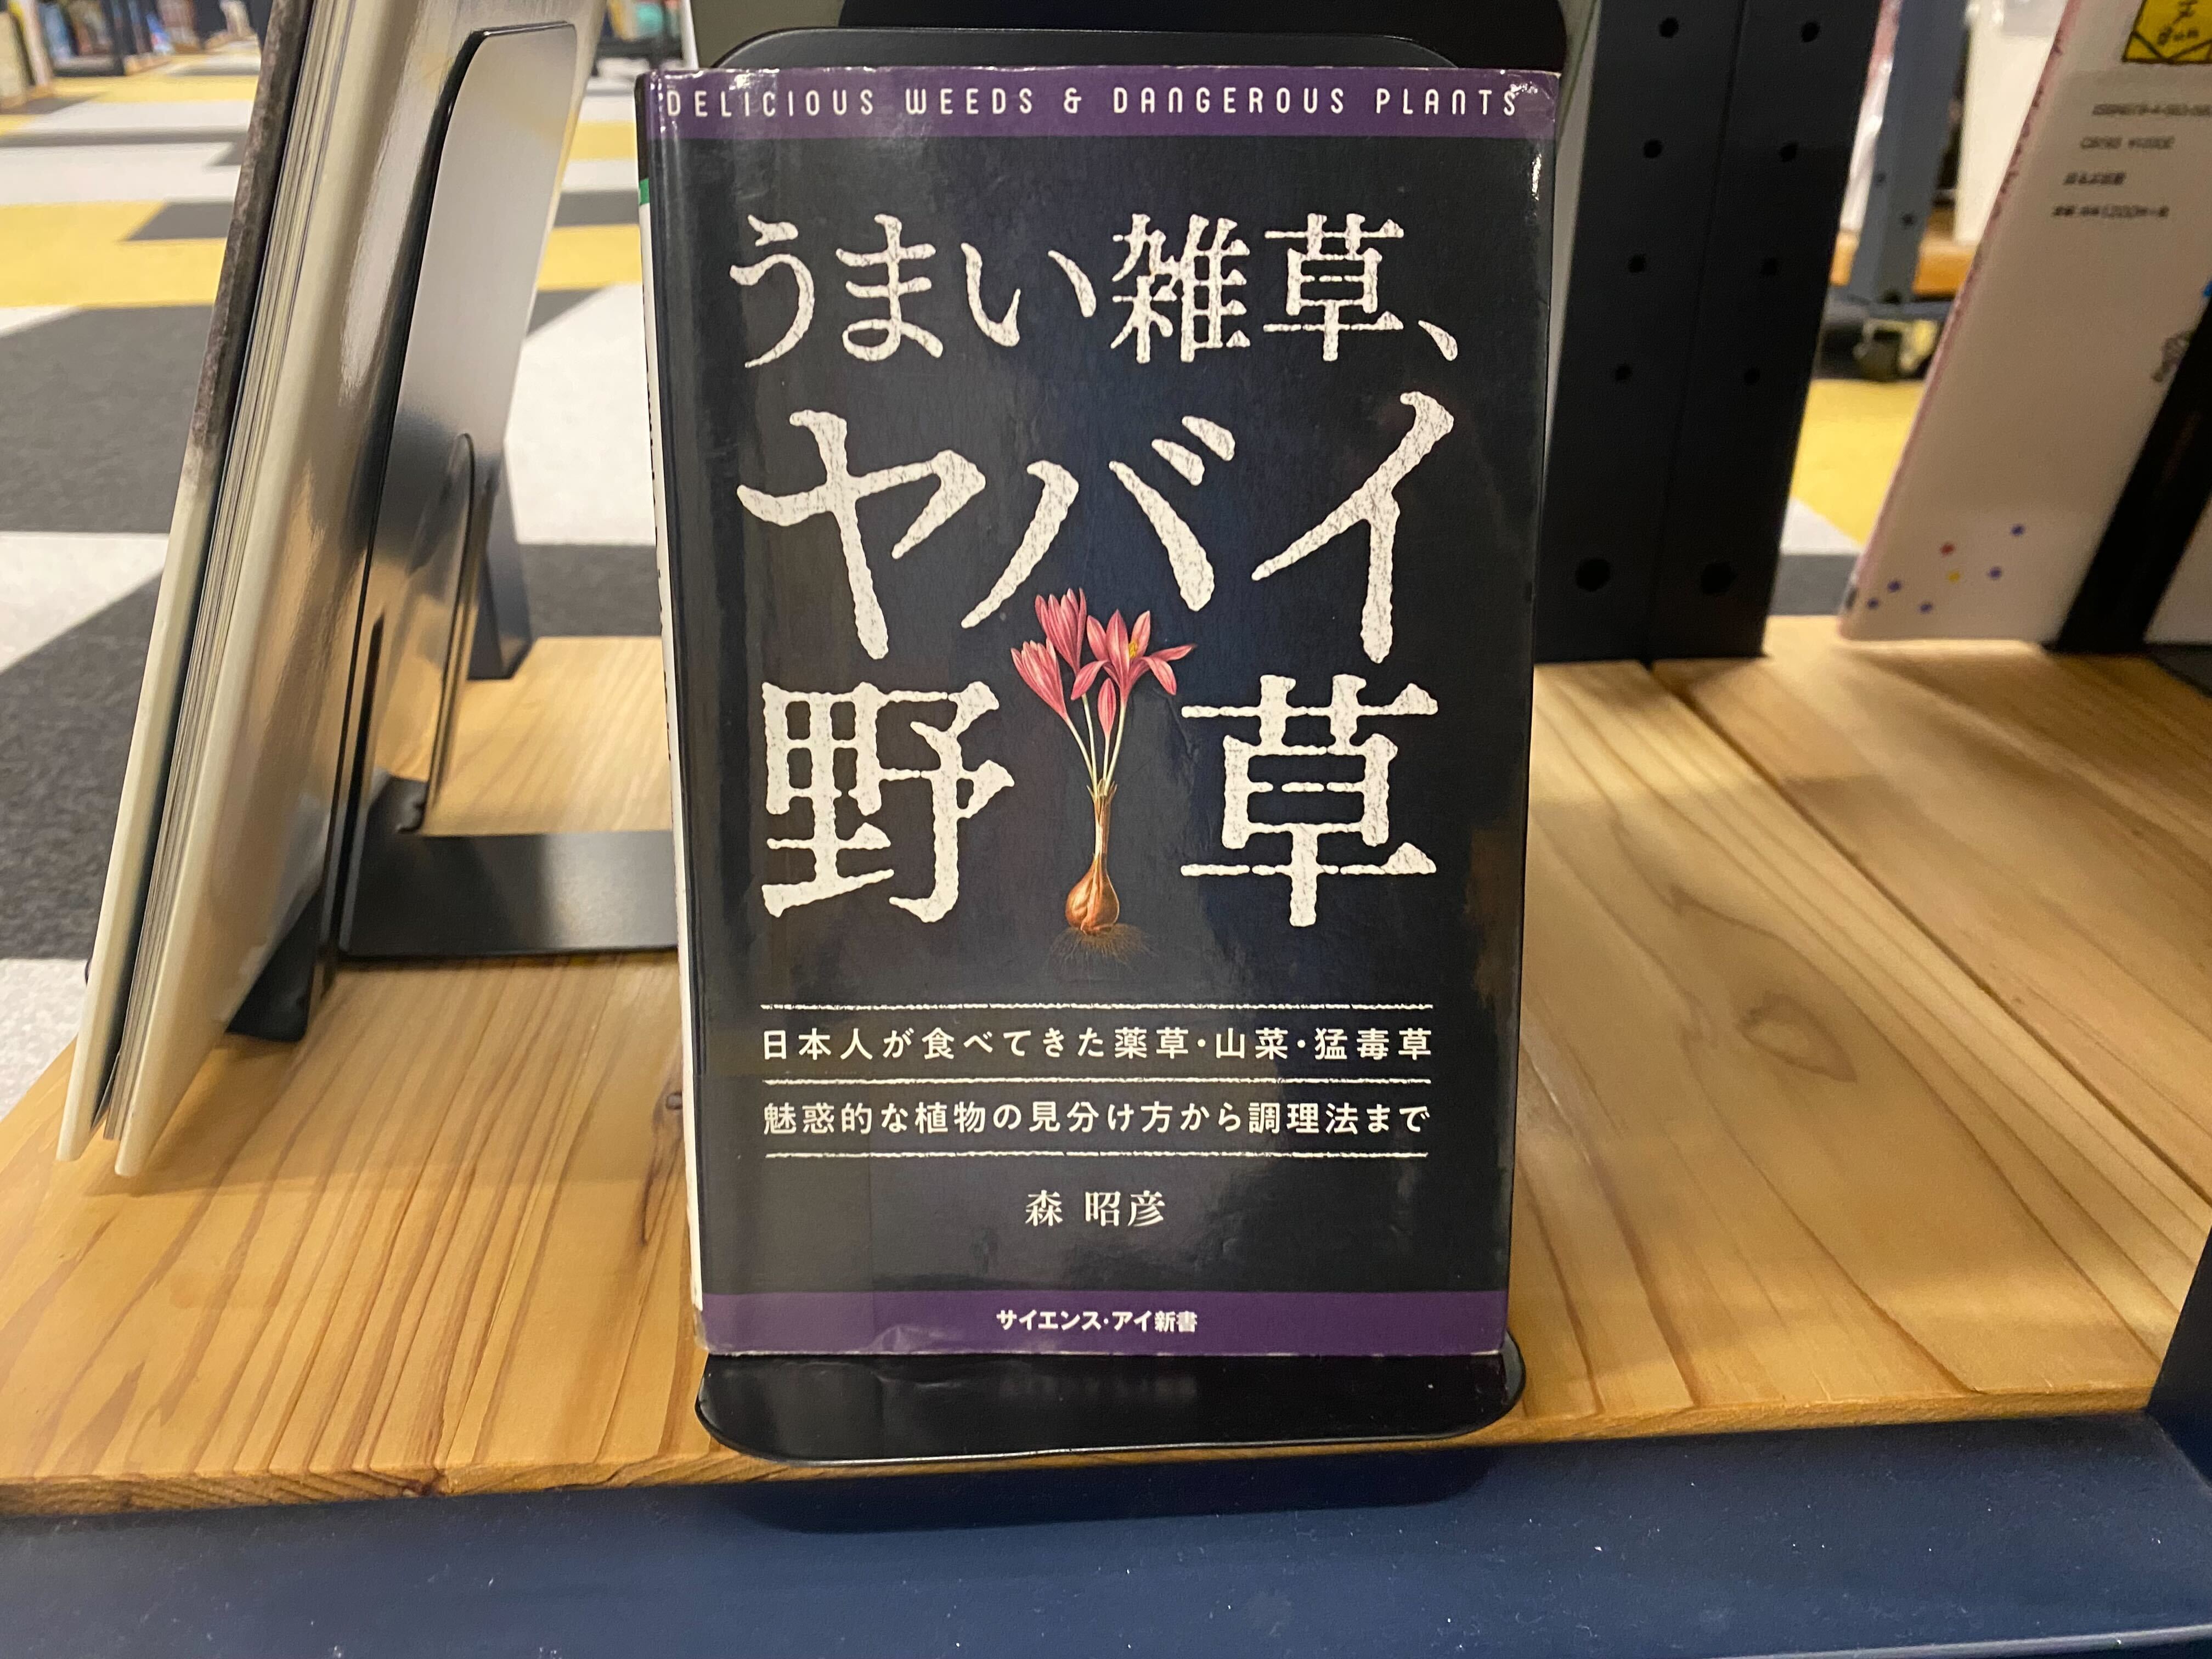 DELICIOUS WEEDS & DANGEROUS PLANTS
うまい雑草、
ヤバイ
野草
日本人が食べてきた薬草・山菜・猛毒草
魅惑的な植物の見分け方から調理法まで
森 昭彦
サイエンス・アイ新書